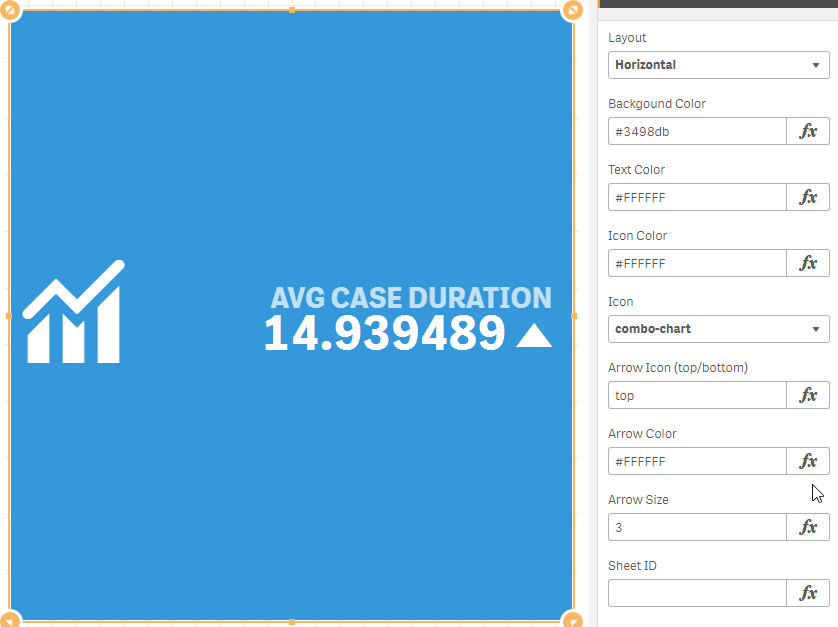 AVG CASE DURATION
14.939489
Layout
Horizontal
Backgound Color
#3498db
fx
Text Color
#FFFFFF
fx
Icon Color
#FFFFFF
fx
Icon
combo-chart
Arrow Icon (top/bottom)
top
fx
Arrow Color
#FFFFFF
fx
Arrow Size
3
fx
Sheet ID
fx